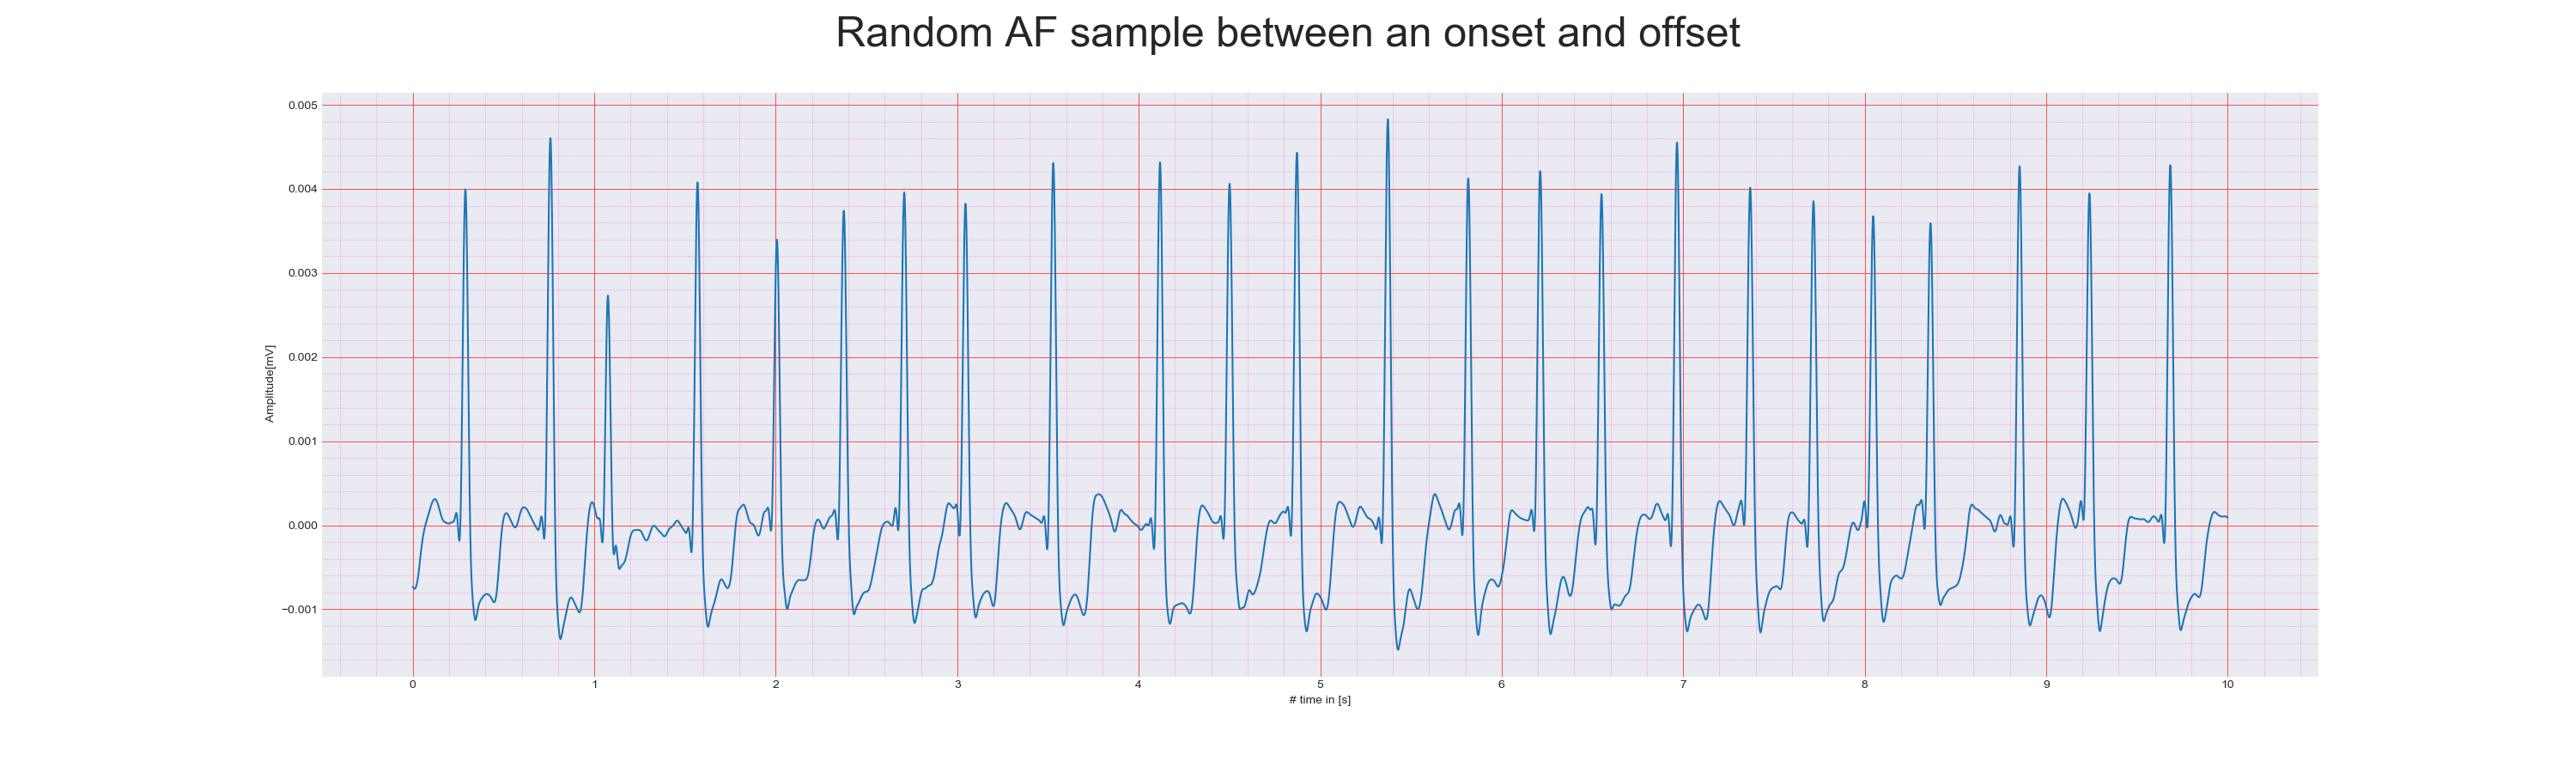 Random AF sample between an onset and offset
0.005
0.004
0.003
0.002
0.001
0.000
−0.001
Amplitude[mV]
0 1 2 3 4 5 6 7 8 9 10
# time in [s]